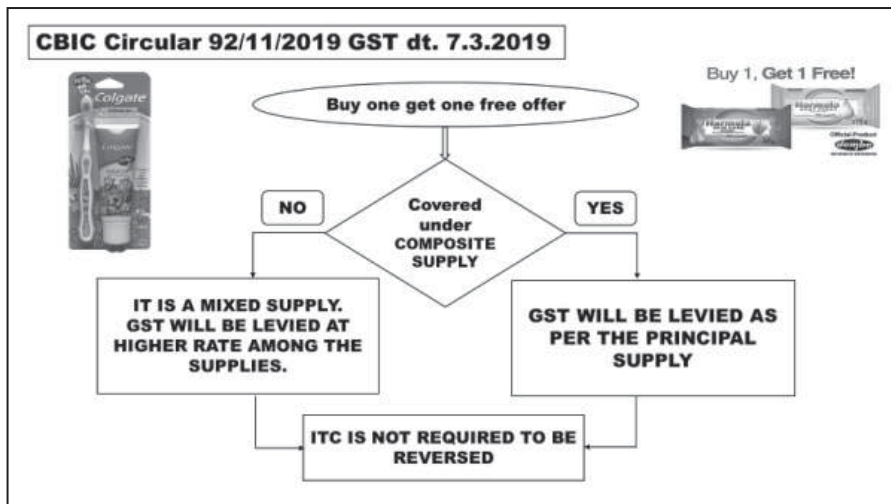 CBIC Circular 92/11/2019 GST dt. 7.3.2019
Colgate
Colgate
Buy one get one free offer
Buy 1, Get 1 Free!
Official Product
NO
Covered
under
COMPOSITE
SUPPLY
YES
IT IS A MIXED SUPPLY.
GST WILL BE LEVIED AT
HIGHER RATE AMONG THE
SUPPLIES.
GST WILL BE LEVIED AS
PER THE PRINCIPAL
SUPPLY
ITC IS NOT REQUIRED TO BE
REVERSED